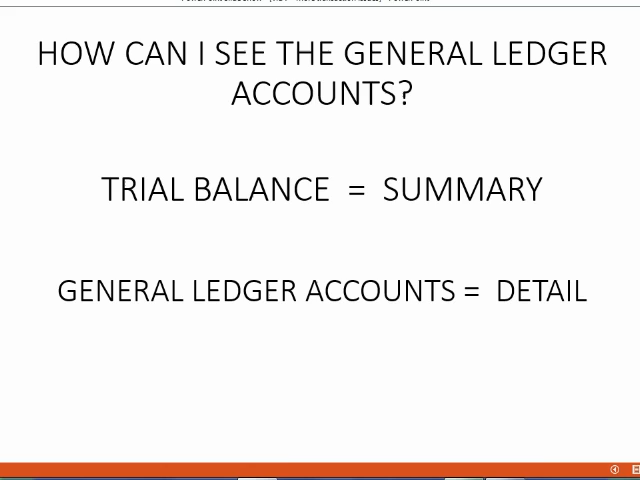 HOW CAN I SEE THE GENERAL LEDGER
ACCOUNTS?
TRIAL BALANCE = SUMMARY
GENERAL LEDGER ACCOUNTS = DETAIL